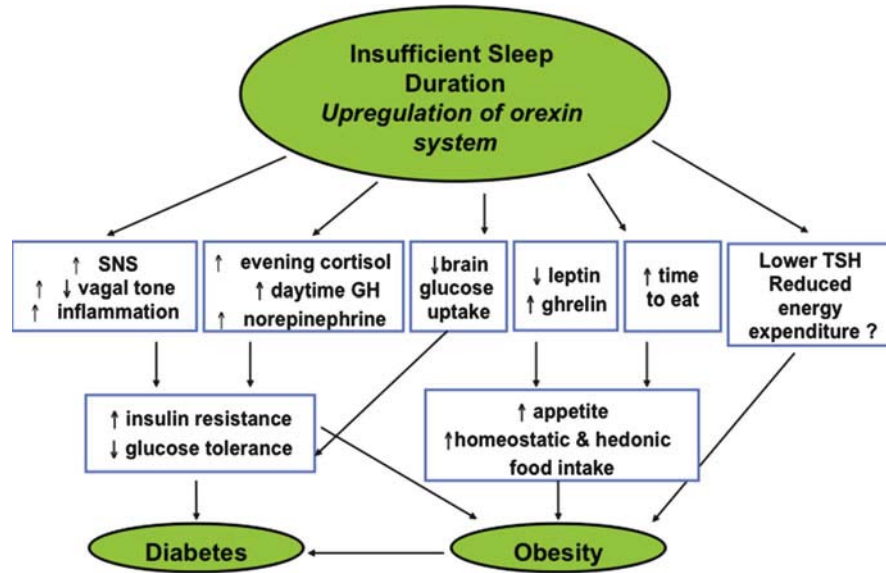 Insufficient Sleep
Duration
Upregulation of orexin
system
↑ SNS
↑ ↓ vagal tone
↑ inflammation
↑ evening cortisol
↑ daytime GH
↑ norepinephrine
↓brain
glucose
uptake
↓ leptin
↑ ghrelin
↑ time
to eat
Lower TSH
Reduced
energy
expenditure ?
↑ insulin resistance
↓ glucose tolerance
↑ appetite
↑homeostatic & hedonic
food intake
Diabetes
Obesity